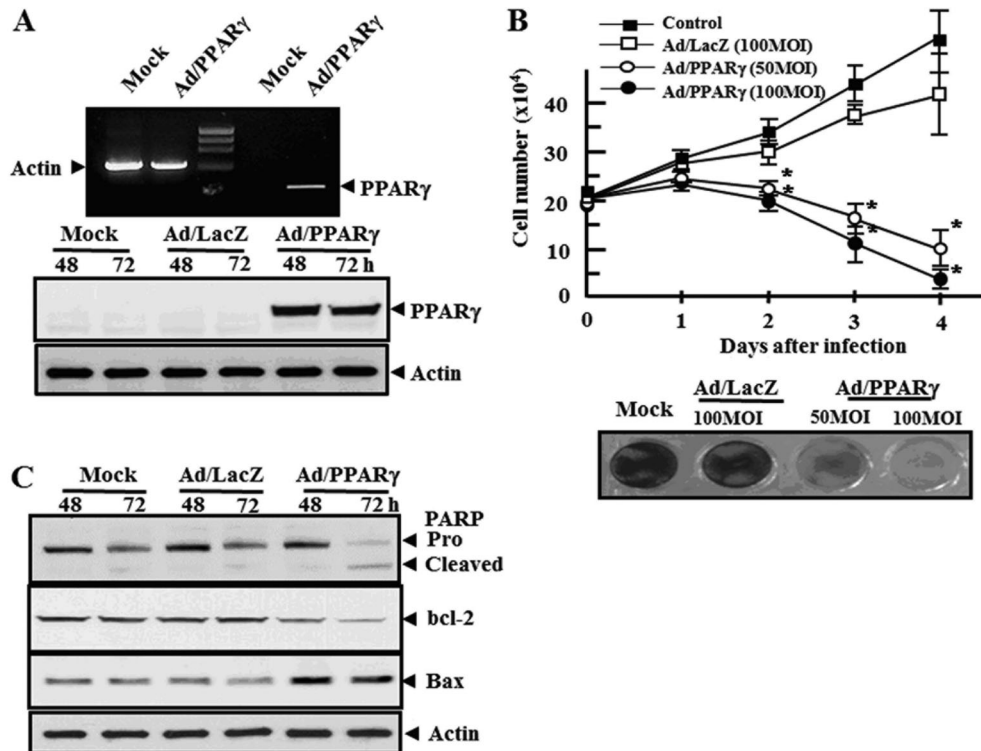 A
Mock
Ad/PPARγ
Mock
Ad/PPARγ
Actin
PPARγ
Mock Ad/LacZ Ad/PPARγ
48 72 48 72 48 72 h
PPARγ
Actin
B
Control
Ad/LacZ (100MOI)
Ad/PPARγ (50MOI)
Ad/PPARγ (100MOI)
Cell number (x10⁴)
40
30
20
10
0
* *
* *
* *
0 1 2 3 4
Days after infection
Mock Ad/LacZ Ad/PPARγ
100MOI 50MOI 100MOI
C
Mock Ad/LacZ Ad/PPARγ
48 72 48 72 48 72 h
PARP
Pro
Cleaved
bcl-2
Bax
Actin